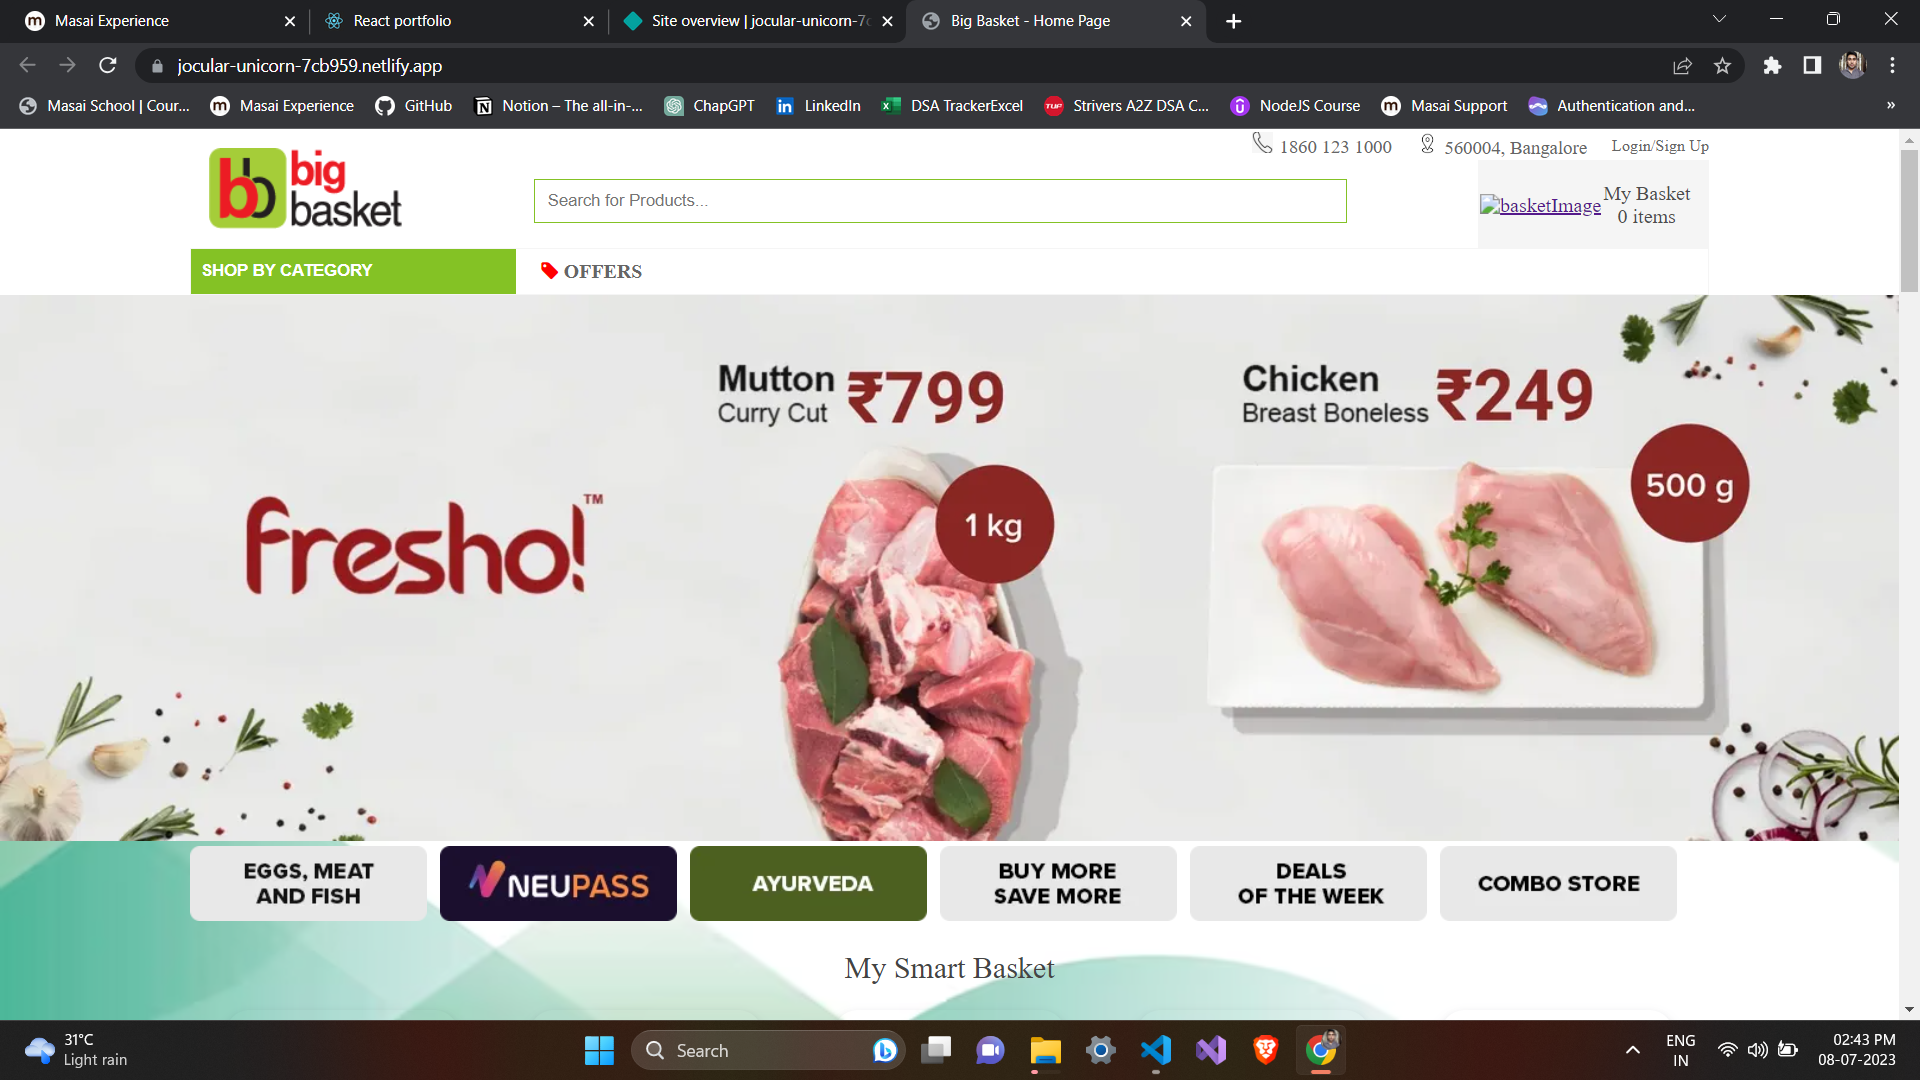 Masai Experience
React portfolio
Site overview | jocular-unicorn-7c
Big Basket - Home Page
jocular-unicorn-7cb959.netlify.app
Masai School | Cour...
Masai Experience
GitHub
Notion – The all-in-...
ChapGPT
LinkedIn
DSA TrackerExcel
Strivers A2Z DSA C...
NodeJS Course
Masai Support
Authentication and...
»
1860 123 1000
560004, Bangalore
Login/Sign Up
big
basket
Search for Products...
basketImage
My Basket
0 items
SHOP BY CATEGORY
OFFERS
Mutton
Curry Cut
₹799
Chicken
Breast Boneless
₹249
1 kg
500 g
fresho!™
EGGS, MEAT
AND FISH
NEUPASS
AYURVEDA
BUY MORE
SAVE MORE
DEALS
OF THE WEEK
COMBO STORE
My Smart Basket
31°C
Light rain
Search
ENG
IN
02:43 PM
08-07-2023